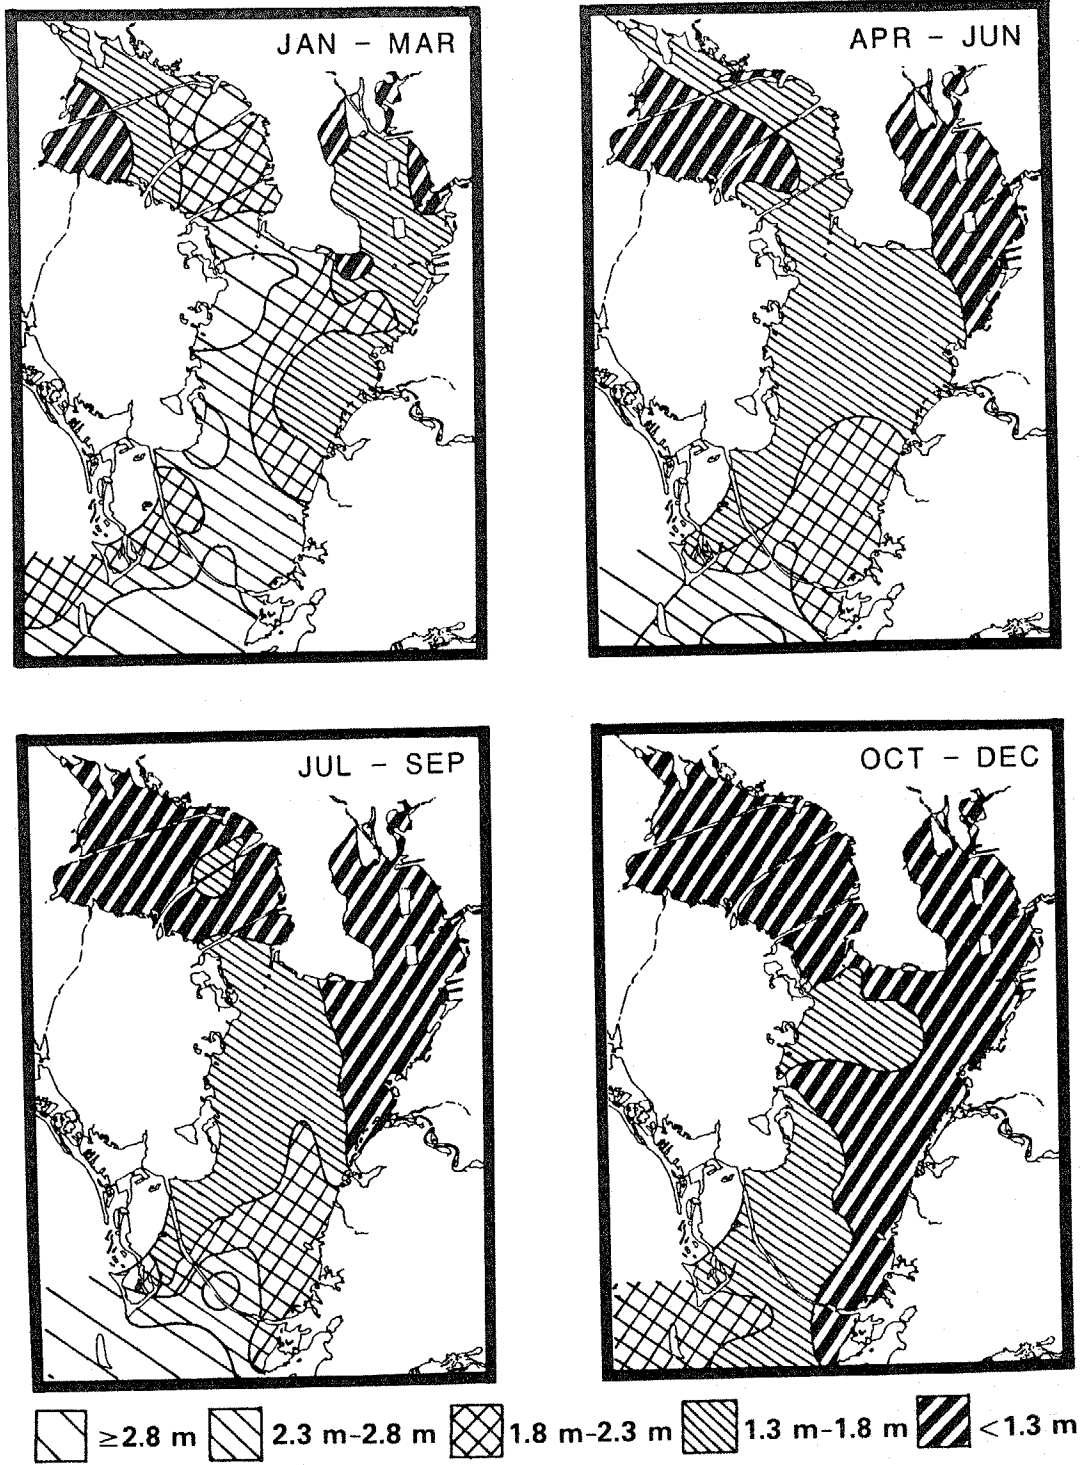 JAN – MAR
APR – JUN
JUL – SEP
OCT – DEC
≥2.8 m 2.3 m–2.8 m 1.8 m–2.3 m 1.3 m–1.8 m <1.3 m